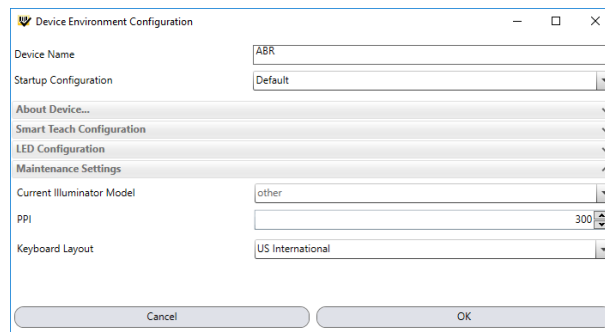 Device Environment Configuration
Device Name ABR
Startup Configuration Default
About Device...
Smart Teach Configuration
LED Configuration
Maintenance Settings
Current Illuminator Model other
PPI 300
Keyboard Layout US International
Cancel OK